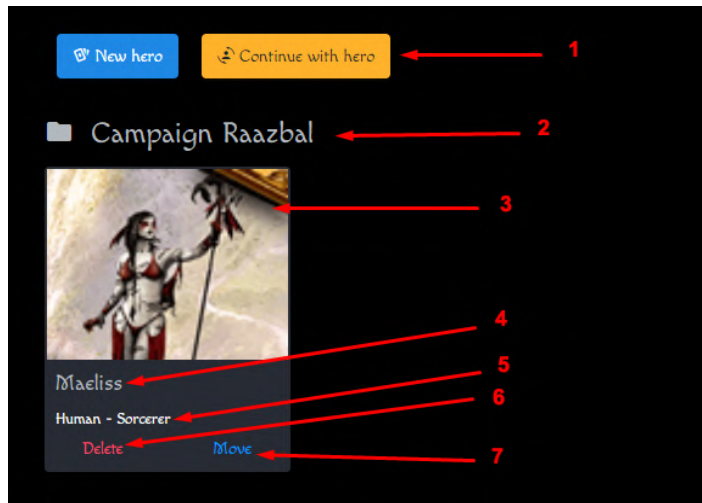 New hero Continue with hero 1
Campaign Raazbal 2
3
4
Maeliss
5
Human - Sorcerer 6
Delete Move 7